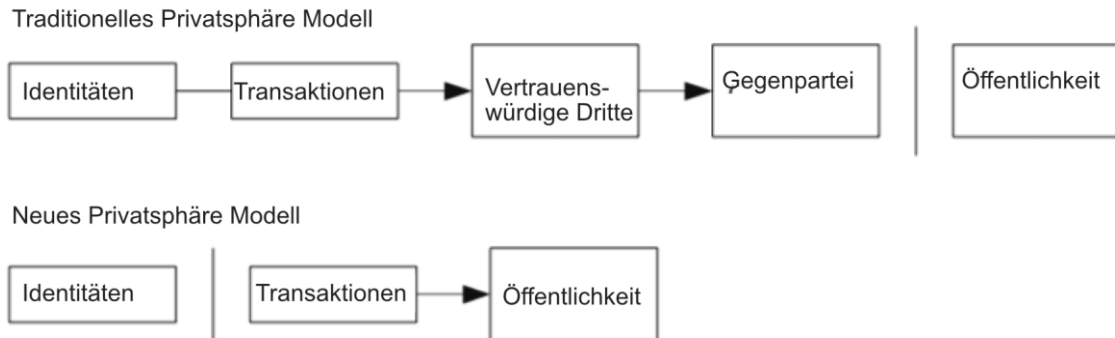 Traditionelles Privatsphäre Modell
Identitäten
Transaktionen
Vertrauens-
würdige Dritte
Gegenpartei
Öffentlichkeit
Neues Privatsphäre Modell
Identitäten
Transaktionen
Öffentlichkeit